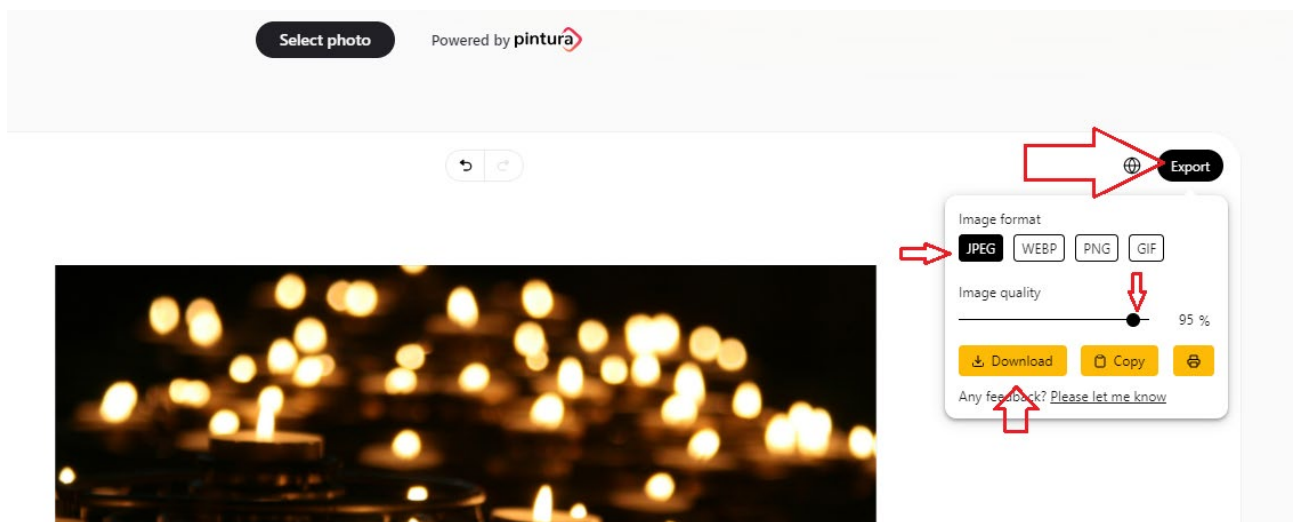 Select photo
Powered by pintura
Export
Image format
JPEG WEBP PNG GIF
Image quality
95 %
Download Copy
Any feedback? Please let me know